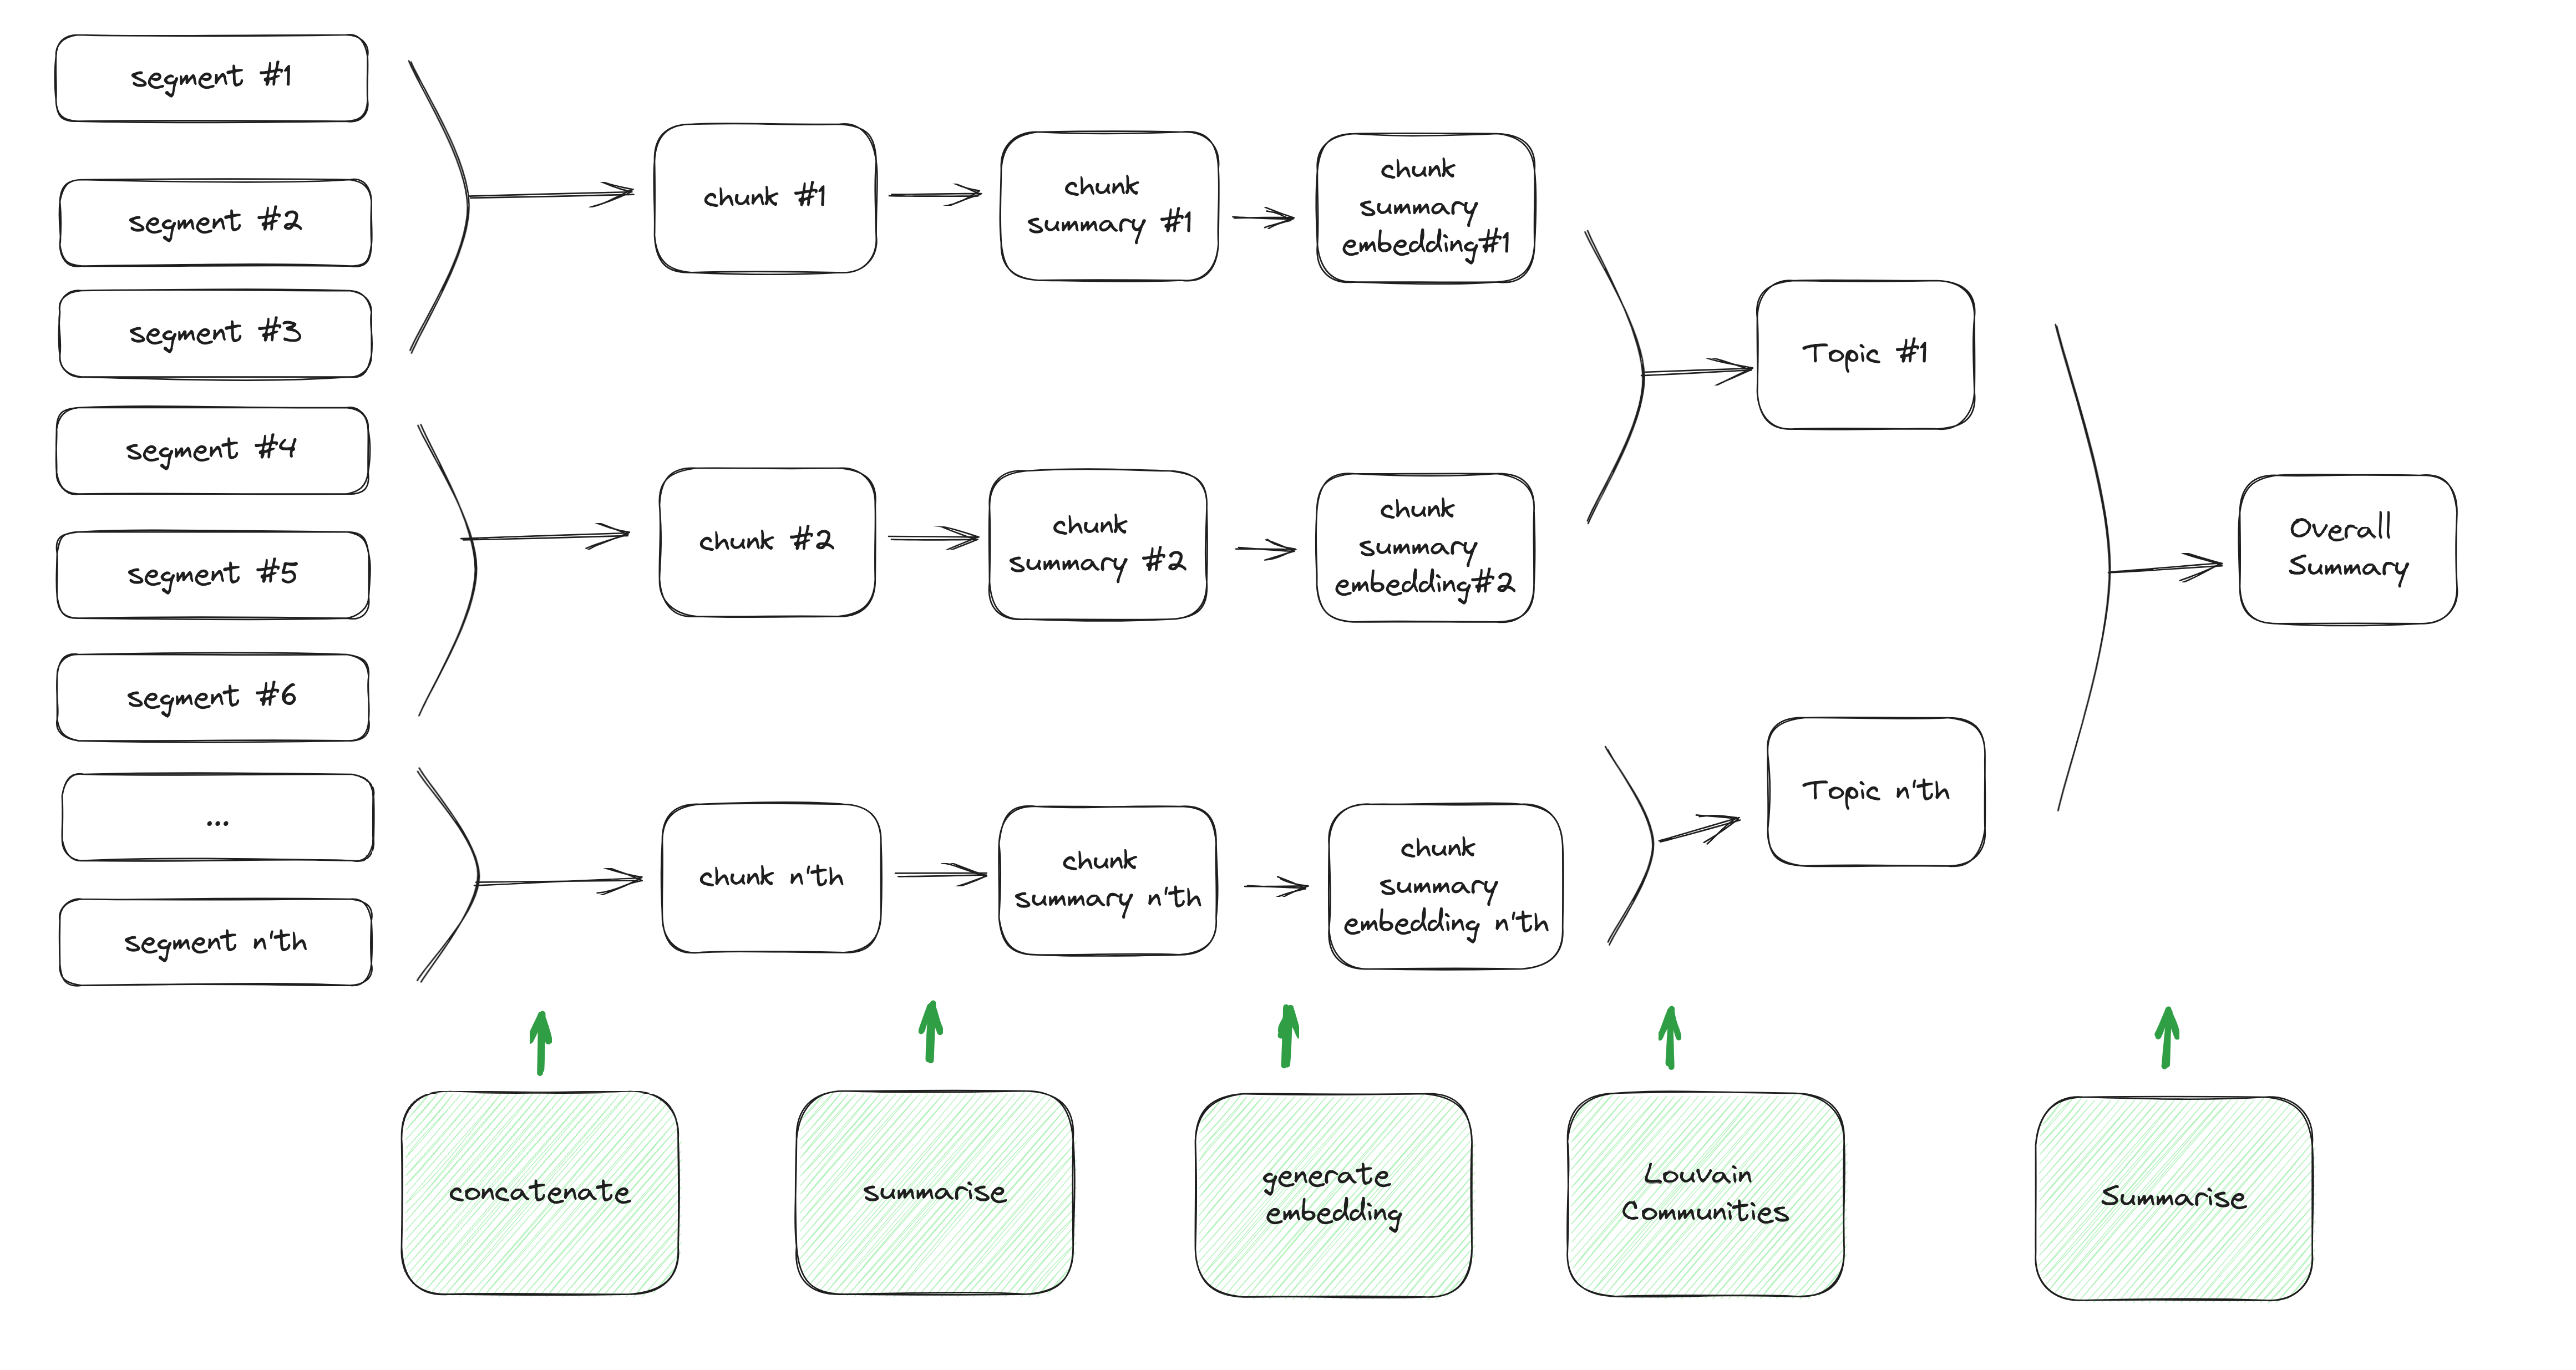 segment #1
segment #2
segment #3
segment #4
segment #5
segment #6
...
segment n'th
chunk #1
chunk
summary #1
chunk
summary
embedding#1
chunk #2
chunk
summary #2
chunk
summary
embedding#2
chunk n'th
chunk
summary n'th
chunk
summary
embedding n'th
Topic #1
Topic n'th
Overall
Summary
concatenate
summarise
generate
embedding
Louvain
Communities
Summarise